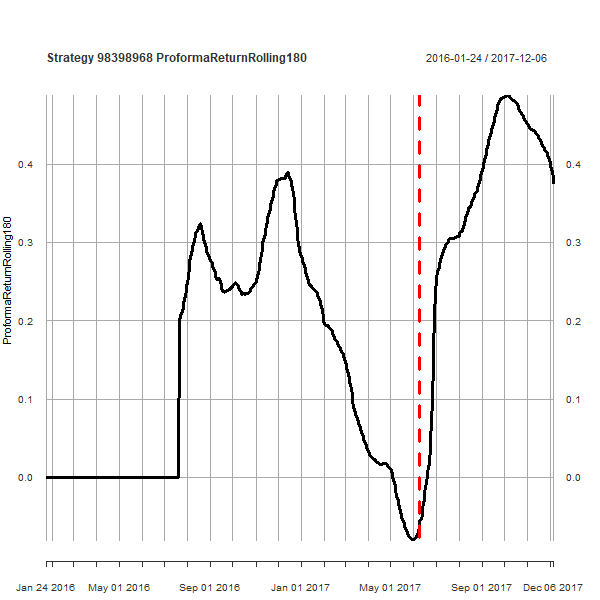 Strategy 98398968 ProformaReturnRolling180
2016-01-24 / 2017-12-06
ProformaReturnRolling180
0.4
0.3
0.2
0.1
0.0
0.4
0.3
0.2
0.1
0.0
Jan 24 2016
May 01 2016
Sep 01 2016
Jan 01 2017
May 01 2017
Sep 01 2017
Dec 06 2017